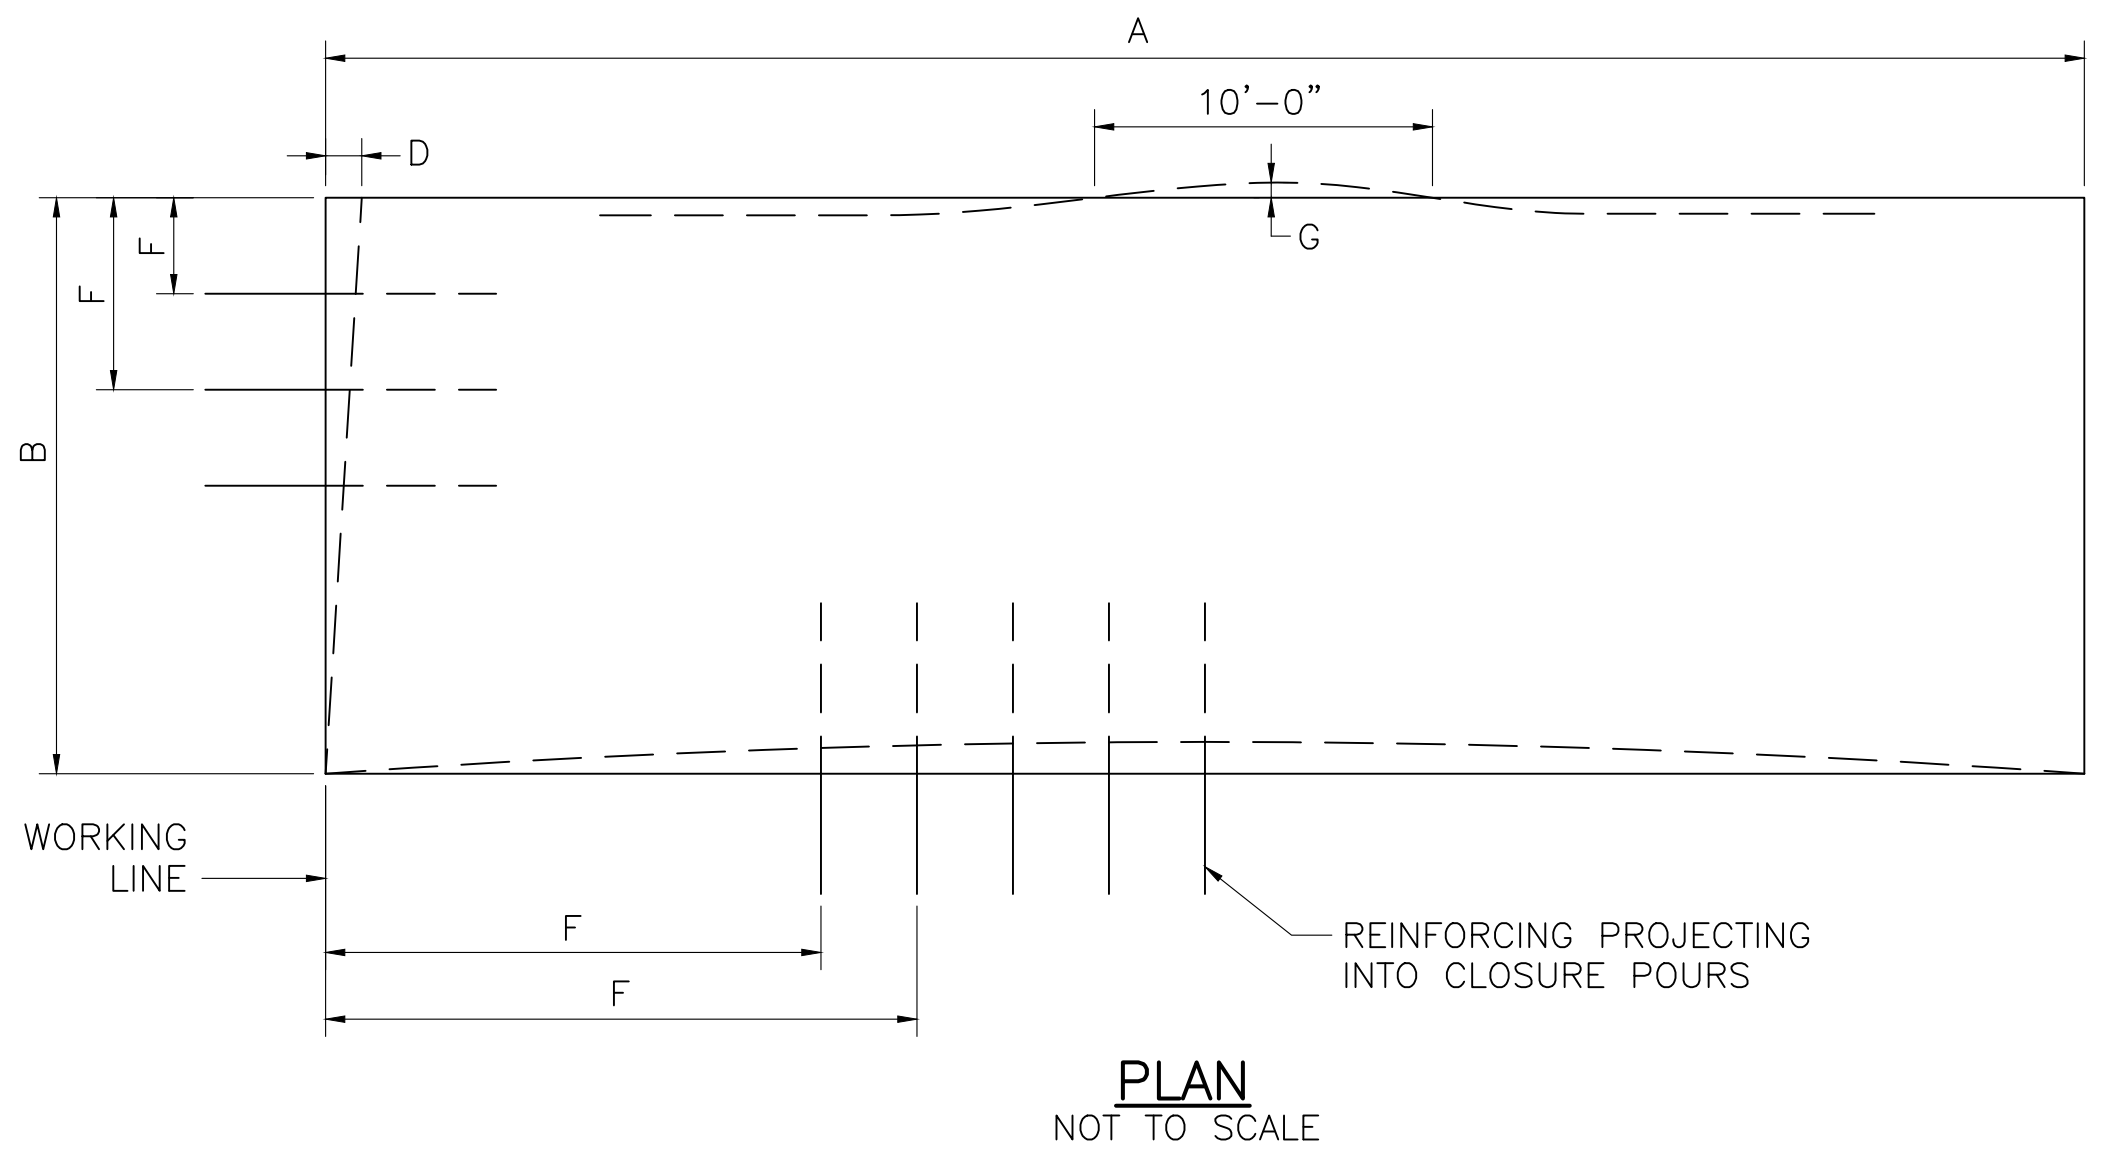 A
10'-0"
D
F
F
G
B
WORKING
LINE
F
F
REINFORCING PROJECTING
INTO CLOSURE POURS
PLAN
NOT TO SCALE